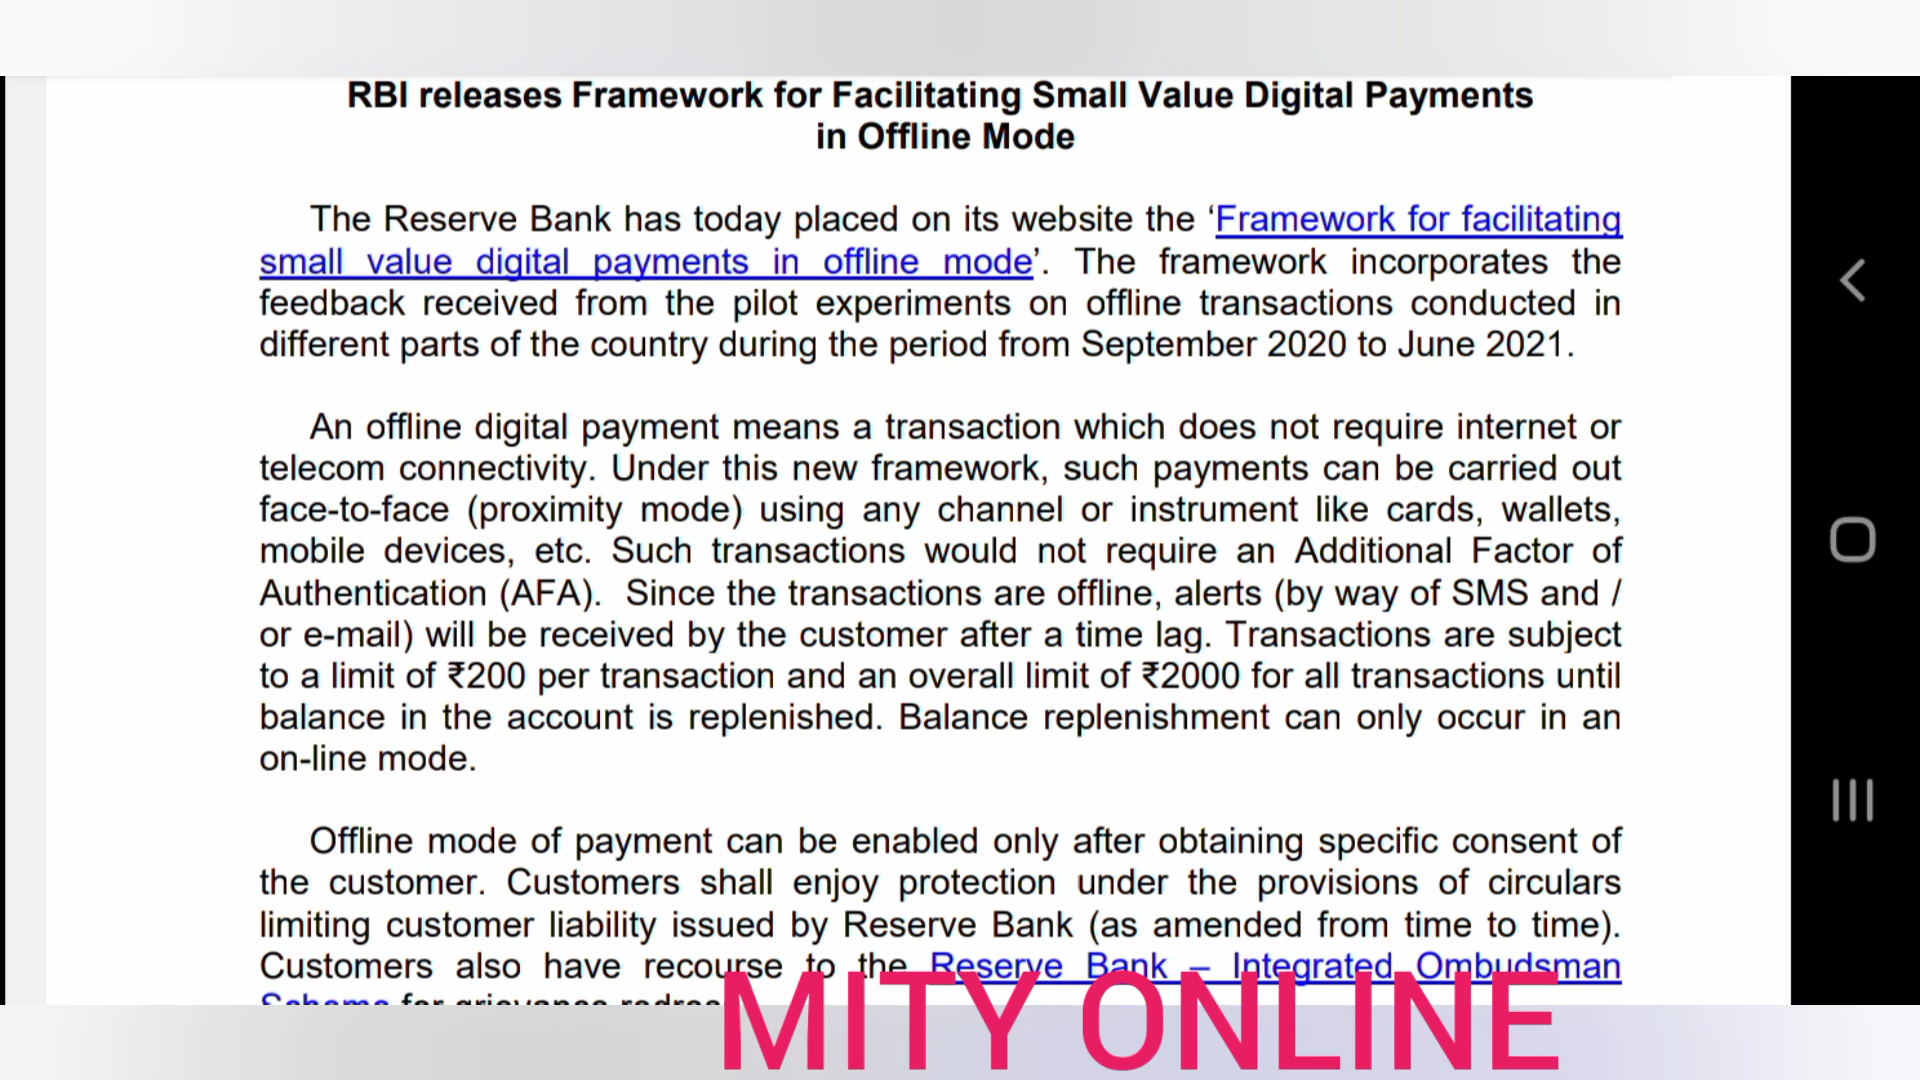 RBI releases Framework for Facilitating Small Value Digital Payments
in Offline Mode
The Reserve Bank has today placed on its website the ‘Framework for facilitating
small value digital payments in offline mode’. The framework incorporates the
feedback received from the pilot experiments on offline transactions conducted in
different parts of the country during the period from September 2020 to June 2021.
An offline digital payment means a transaction which does not require internet or
telecom connectivity. Under this new framework, such payments can be carried out
face-to-face (proximity mode) using any channel or instrument like cards, wallets,
mobile devices, etc. Such transactions would not require an Additional Factor of
Authentication (AFA). Since the transactions are offline, alerts (by way of SMS and /
or e-mail) will be received by the customer after a time lag. Transactions are subject
to a limit of ₹200 per transaction and an overall limit of ₹2000 for all transactions until
balance in the account is replenished. Balance replenishment can only occur in an
on-line mode.
Offline mode of payment can be enabled only after obtaining specific consent of
the customer. Customers shall enjoy protection under the provisions of circulars
limiting customer liability issued by Reserve Bank (as amended from time to time).
Customers also have recourse to the Reserve Bank – Integrated Ombudsman
Scheme for grievance
MITY ONLINE